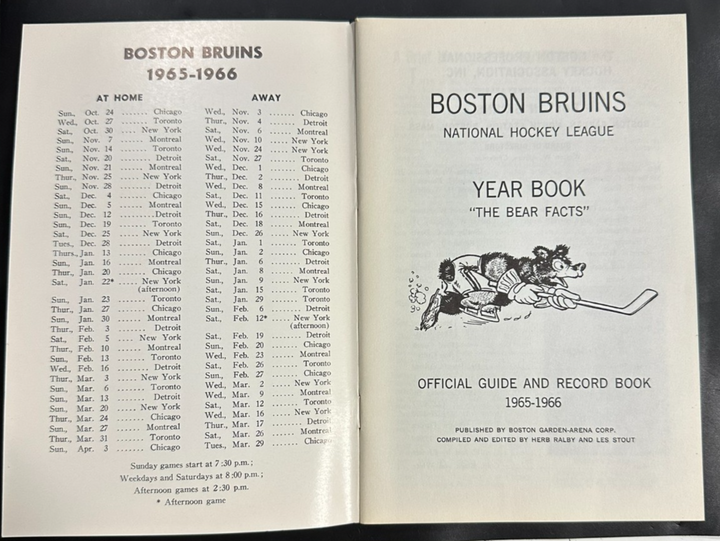 BOSTON BRUINS
1965-1966
AT HOME
Sun., Oct. 24 ...... Chicago
Wed., Oct. 27 ...... Toronto
Sat., Oct. 30 ...... New York
Sun., Nov. 7 ...... Montreal
Sun., Nov. 14 ...... Toronto
Sat., Nov. 20 ...... Detroit
Sun., Nov. 21 ...... Montreal
Thur., Nov. 25 ...... New York
Sun., Nov. 28 ...... Detroit
Sat., Dec. 4 ...... Chicago
Sun., Dec. 5 ...... Montreal
Sun., Dec. 12 ...... Detroit
Sun., Dec. 19 ...... Toronto
Sat., Dec. 25 ...... New York
Tues., Dec. 28 ...... Detroit
Thurs., Jan. 13 ...... Chicago
Sun., Jan. 16 ...... Montreal
Thur., Jan. 20 ...... Chicago
Sat., Jan. 22* ...... New York
(afternoon)
Sun., Jan. 23 ...... Toronto
Thur., Jan. 27 ...... Chicago
Sun., Jan. 30 ...... Montreal
Thur., Feb. 3 ...... Detroit
Sat., Feb. 5 ...... New York
Thur., Feb. 10 ...... Montreal
Sun., Feb. 13 ...... Toronto
Wed., Feb. 16 ...... Detroit
Thur., Mar. 3 ...... New York
Sun., Mar. 6 ...... Toronto
Sun., Mar. 13 ...... Detroit
Sun., Mar. 20 ...... New York
Thur., Mar. 24 ...... Chicago
Sun., Mar. 27 ...... Montreal
Thur., Mar. 31 ...... Toronto
Sun., Apr. 3 ...... Chicago
AWAY
Wed., Nov. 3 ...... Chicago
Thur., Nov. 4 ...... Detroit
Sat., Nov. 6 ...... Montreal
Wed., Nov. 10 ...... New York
Wed., Nov. 24 ...... New York
Sat., Nov. 27 ...... Toronto
Wed., Dec. 1 ...... Chicago
Thur., Dec. 2 ...... Detroit
Wed., Dec. 8 ...... Montreal
Sat., Dec. 11 ...... Toronto
Wed., Dec. 15 ...... Chicago
Thur., Dec. 16 ...... Detroit
Sat., Dec. 18 ...... Montreal
Sun., Dec. 26 ...... New York
Sat., Jan. 1 ...... Toronto
Sun., Jan. 2 ...... Chicago
Thur., Jan. 6 ...... Detroit
Sat., Jan. 8 ...... Montreal
Sun., Jan. 9 ...... New York
Sat., Jan. 15 ...... Toronto
Sat., Jan. 29 ...... Toronto
Sun., Feb. 6 ...... Detroit
Sat., Feb. 12* ...... New York
(afternoon)
Sat., Feb. 19 ...... Detroit
Sun., Feb. 20 ...... Chicago
Wed., Feb. 23 ...... Montreal
Sat., Feb. 26 ...... Toronto
Sun., Feb. 27 ...... Chicago
Wed., Mar. 2 ...... New York
Wed., Mar. 9 ...... Montreal
Sat., Mar. 12 ...... Toronto
Wed., Mar. 16 ...... New York
Thur., Mar. 17 ...... Detroit
Sat., Mar. 26 ...... Montreal
Tues., Mar. 29 ...... Chicago
Sunday games start at 7:30 p.m.;
Weekdays and Saturdays at 8:00 p.m.;
Afternoon games at 2:30 p.m.
* Afternoon game
BOSTON BRUINS
NATIONAL HOCKEY LEAGUE
YEAR BOOK
"THE BEAR FACTS"
OFFICIAL GUIDE AND RECORD BOOK
1965-1966
PUBLISHED BY BOSTON GARDEN-ARENA CORP.
COMPILED AND EDITED BY HERB RALBY AND LES STOUT